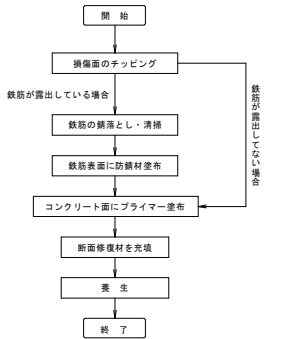 開 始
損傷面のチッピング
鉄筋が露出している場合
鉄筋が露出してない場合
鉄筋の錆落とし・清掃
鉄筋表面に防錆材塗布
コンクリート面にプライマー塗布
断面修復材を充填
養 生
終 了